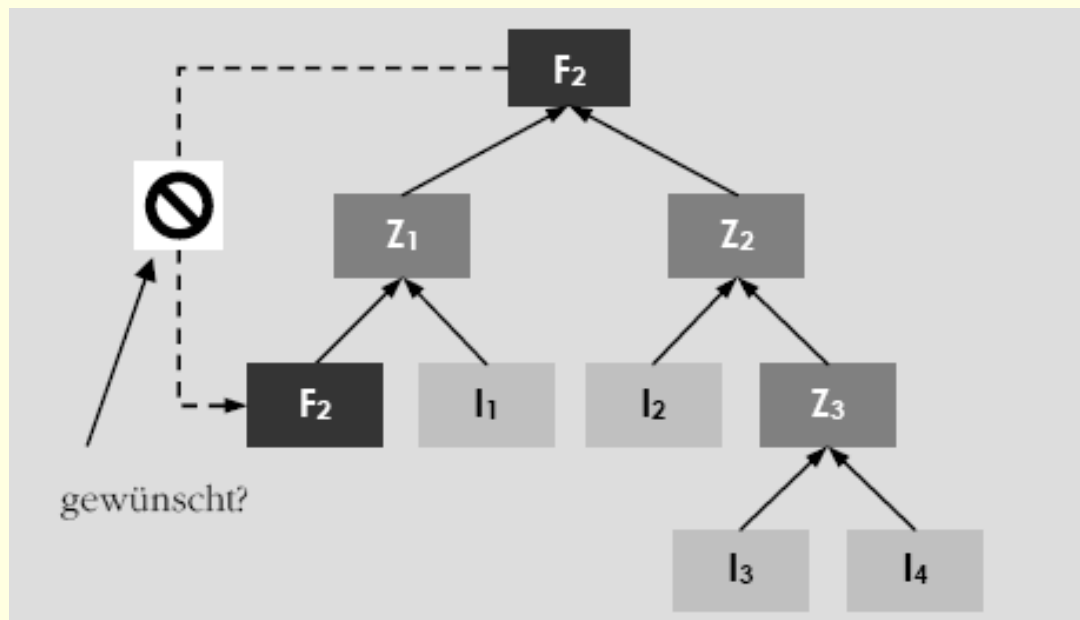 F₂
Z₁
Z₂
F₂
I₁
I₂
Z₃
gewünscht?
I₃
I₄